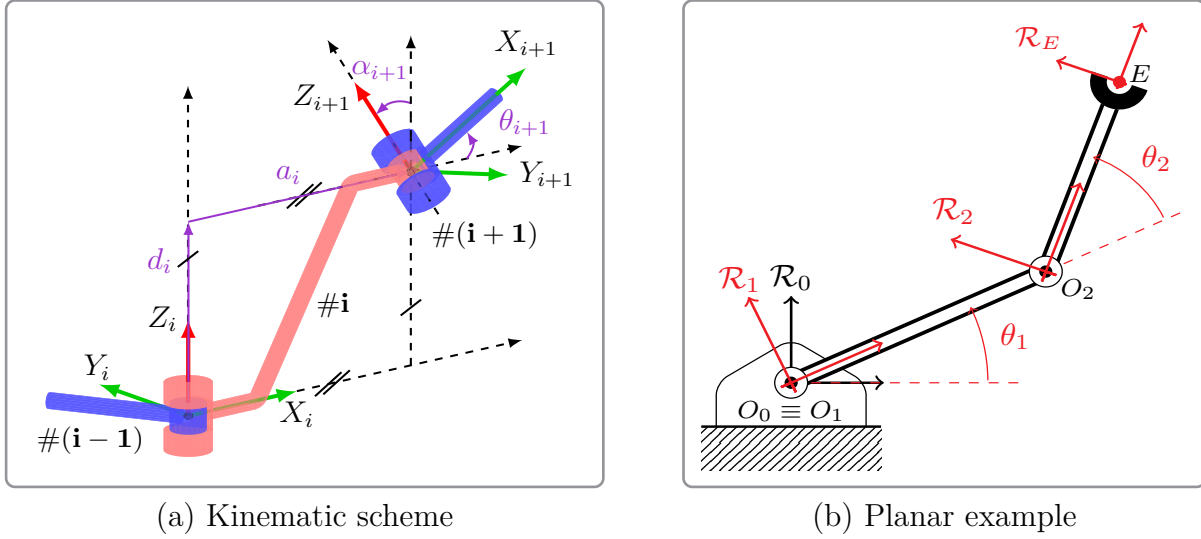 X_{i+1}
α_{i+1}
Z_{i+1}
θ_{i+1}
a_i
Y_{i+1}
#(i + 1)
d_i
#i
Z_i
Y_i
X_i
#(i − 1)
(a) Kinematic scheme
R_E
E
θ_2
R_2
O_2
R_1
R_0
θ_1
O_0 ≡ O_1
(b) Planar example